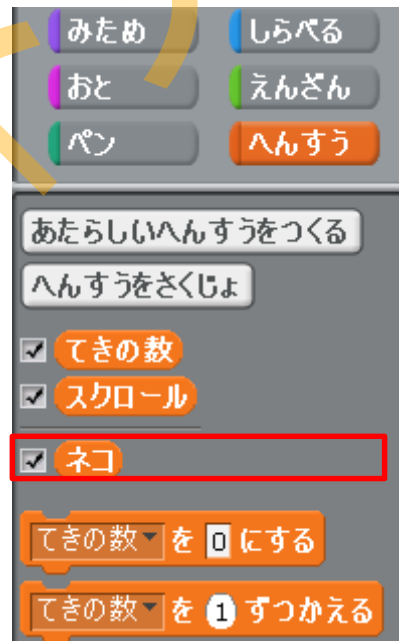 みため しらべる
おと えんざん
ペン へんすう
あたらしいへんすうをつくる
へんすうをさくじょ
てきの数
スクロール
ネコ
てきの数 を 0 にする
てきの数 を 1 ずつかえる